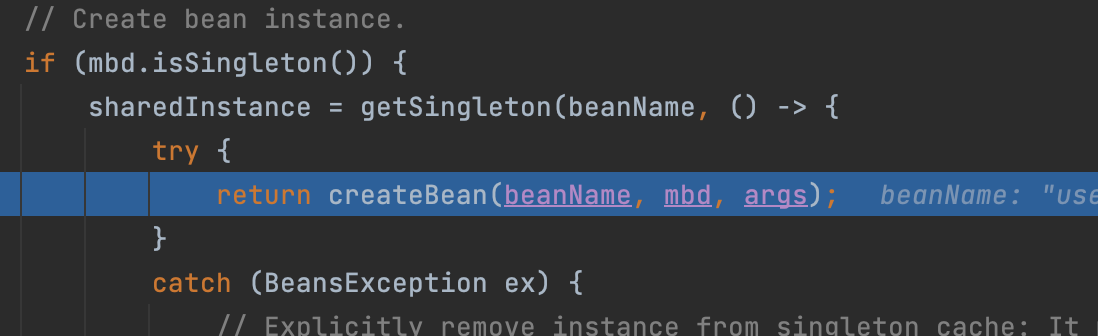 // Create bean instance.
if (mbd.isSingleton()) {
sharedInstance = getSingleton(beanName, () -> {
try {
return createBean(beanName, mbd, args); beanName: "use
}
catch (BeansException ex) {
// Explicitly remove instance from singleton cache: It